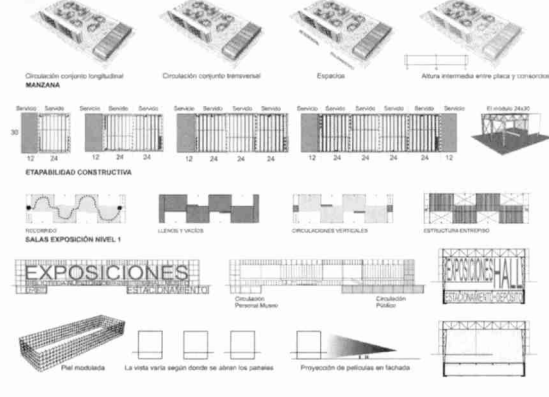 Circulación conjunto longitudinal
Circulación conjunto transversal
Espacios
Altura intermedia entre placa y consorcios
MANZANA
Servicio Servido Servicio Servido Servido Servicio Servido Servido Servido Servicio Servido Servido Servido Servido Servicio El módulo 24x30
30
12 24 12 24 24 12 24 24 24 12 24 24 24 24 12
ETAPABILIDAD CONSTRUCTIVA
RECORRIDO
LLENOS Y VACIOS
CIRCULACIONES VERTICALES
ESTRUCTURA ENTREPISO
SALAS EXPOSICIÓN NIVEL 1
EXPOSICIONES
ESTACIONAMIENTO
Circulación
Personal Museo
Circulación
Público
EXPOSICIONES HALL
ESTACIONAMIENTO+DEPÓSITO
Piel modulada
La vista varía según donde se abren los paneles
Proyección de películas en fachada